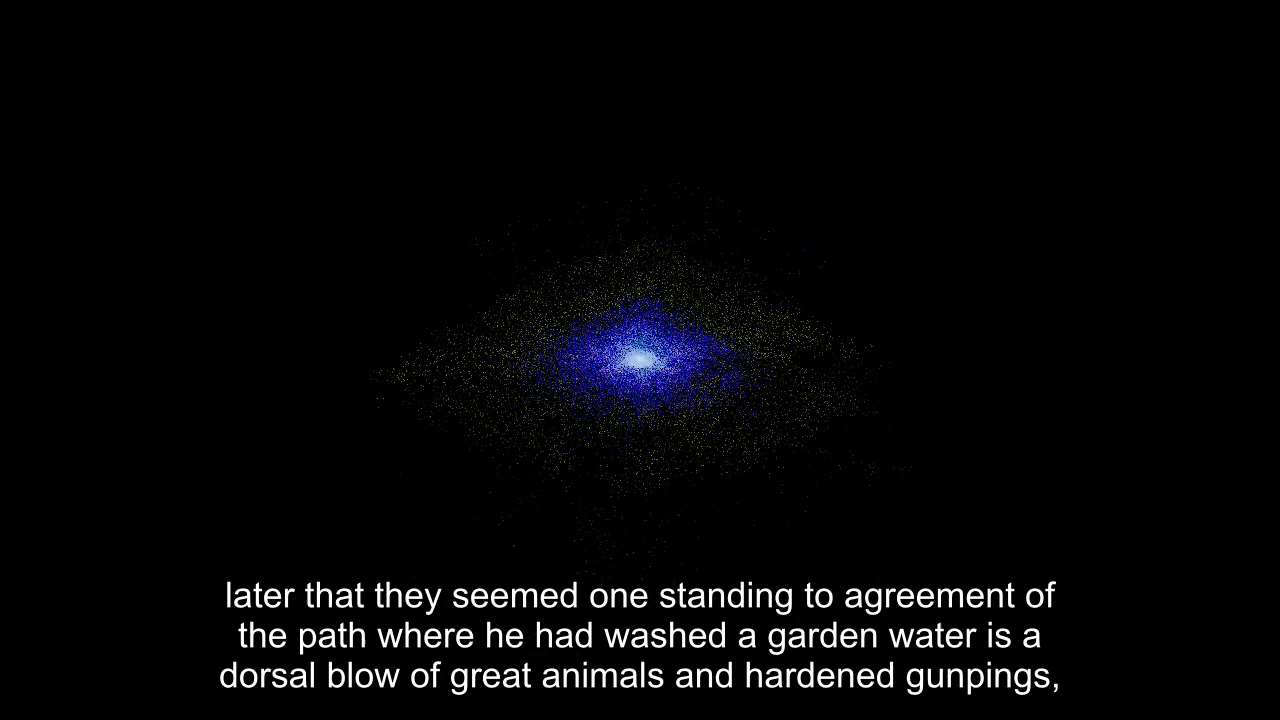 later that they seemed one standing to agreement of
the path where he had washed a garden water is a
dorsal blow of great animals and hardened gunpings,